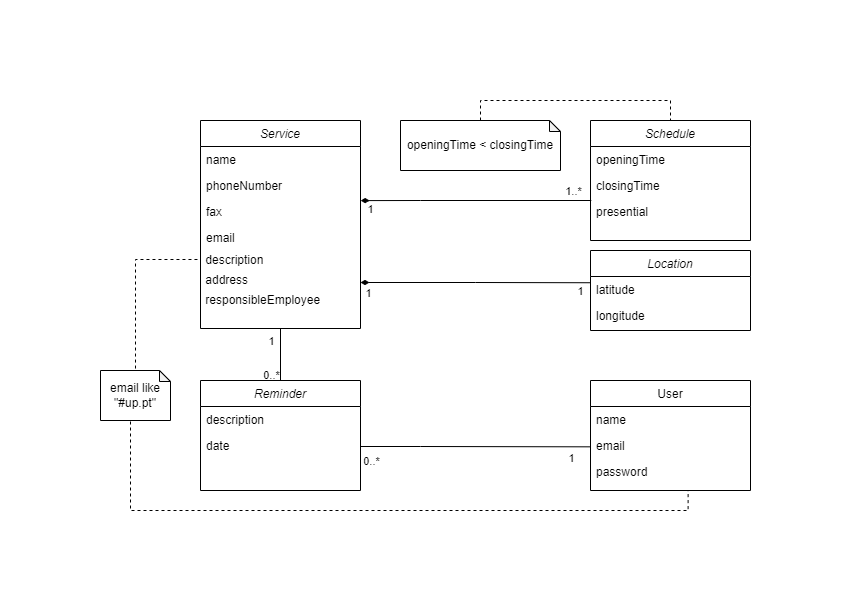 Service
name
phoneNumber
fax
email
description
address
responsibleEmployee
openingTime < closingTime
Schedule
openingTime
closingTime
presential
1..*
1
Location
latitude
longitude
1
1
1
0..*
email like
"#up.pt"
Reminder
description
date
0..*
1
User
name
email
password